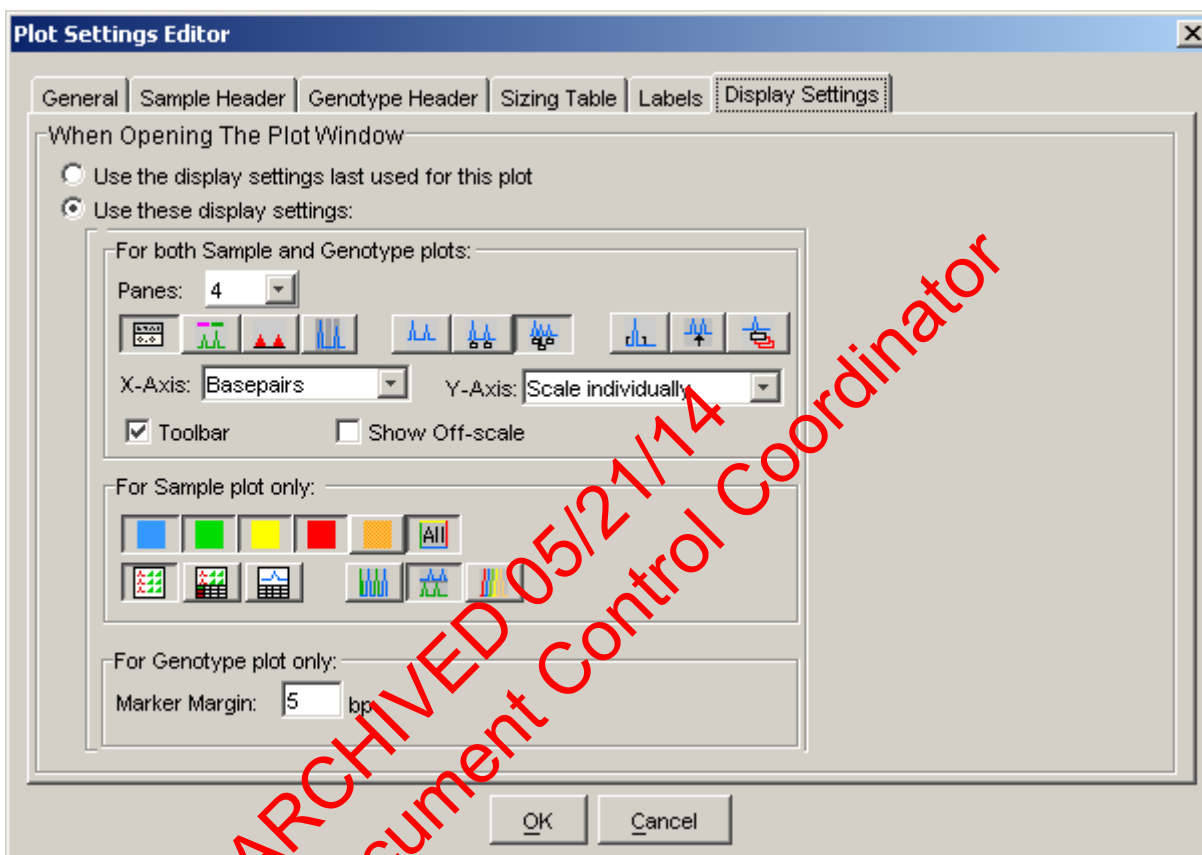 Plot Settings Editor
General Sample Header Genotype Header Sizing Table Labels Display Settings
When Opening The Plot Window
Use the display settings last used for this plot
Use these display settings:
For both Sample and Genotype plots:
Panes: 4
X-Axis: Basepairs Y-Axis: Scale individually
Toolbar Show Off-scale
For Sample plot only:
All
For Genotype plot only:
Marker Margin: 5 bp
OK Cancel
ARCHIVED 05/21/14
Control Coordinator